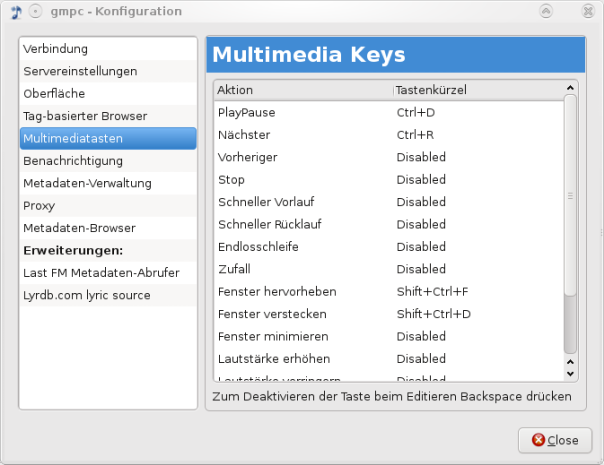 gmpc - Konfiguration
Verbindung
Servereinstellungen
Oberfläche
Tag-basierter Browser
Multimediatasten
Benachrichtigung
Metadaten-Verwaltung
Proxy
Metadaten-Browser
Erweiterungen:
Last FM Metadaten-Abrufer
Lyrdb.com lyric source
Multimedia Keys
Aktion Tastenkürzel
PlayPause Ctrl+D
Nächster Ctrl+R
Vorheriger Disabled
Stop Disabled
Schneller Vorlauf Disabled
Schneller Rücklauf Disabled
Endlosschleife Disabled
Zufall Disabled
Fenster hervorheben Shift+Ctrl+F
Fenster verstecken Shift+Ctrl+D
Fenster minimieren Disabled
Lautstärke erhöhen Disabled
Lautstärke verringern Disabled
Zum Deaktivieren der Taste beim Editieren Backspace drücken
Close